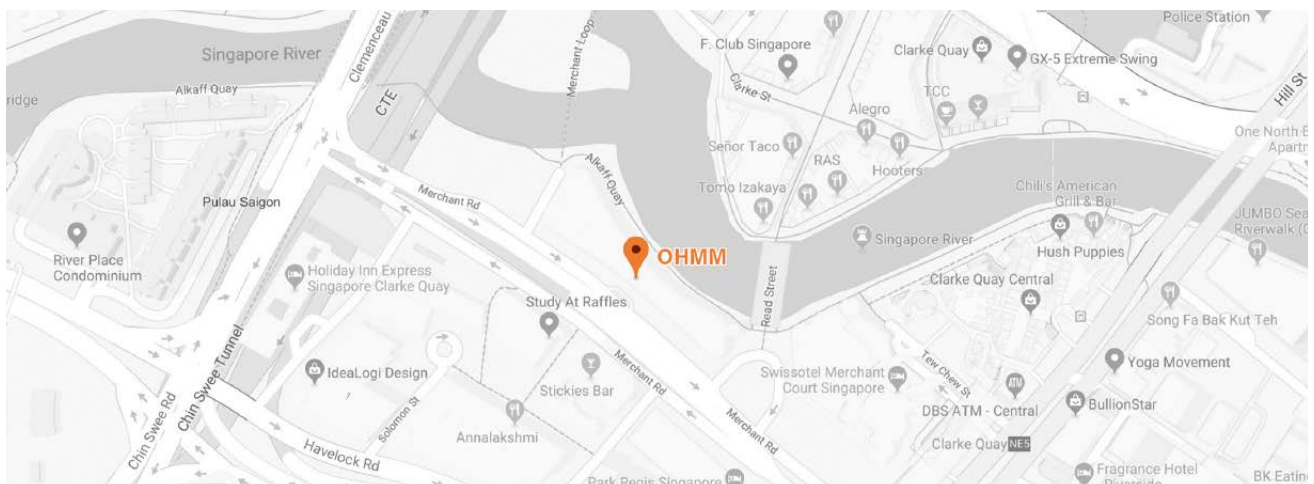 Singapore River
ridge
Alkaff Quay
Clemenceau
CTE
Merchant Loop
F. Club Singapore
Clarke Quay
GX-5 Extreme Swing
Police Station
Hill St
Clarke St
TCC
Alegro
Señor Taco
RAS
Hooters
Tomo Izakaya
One North E
Apartm
Chili's American
Grill & Bar
JUMBO Sea
Riverwalk (C
Hush Puppies
Pulau Saigon
Merchant Rd
Alkaff Quay
River Place
Condominium
Holiday Inn Express
Singapore Clarke Quay
OHMM
Singapore River
Read Street
Clarke Quay Central
Study At Raffles
Song Fa Bak Kut Teh
Chin Swee Tunnel
IdeaLogi Design
Stickies Bar
Merchant Rd
Swissotel Merchant
Court Singapore
Tew Chew St
Yoga Movement
DBS ATM - Central
ATM
BullionStar
Chin Swee Rd
Solomon St
Annalakshmi
Merchant Rd
Havelock Rd
Clarke Quay NE5
Park Regis Singapore
Fragrance Hotel
Riverside
BK Eatin